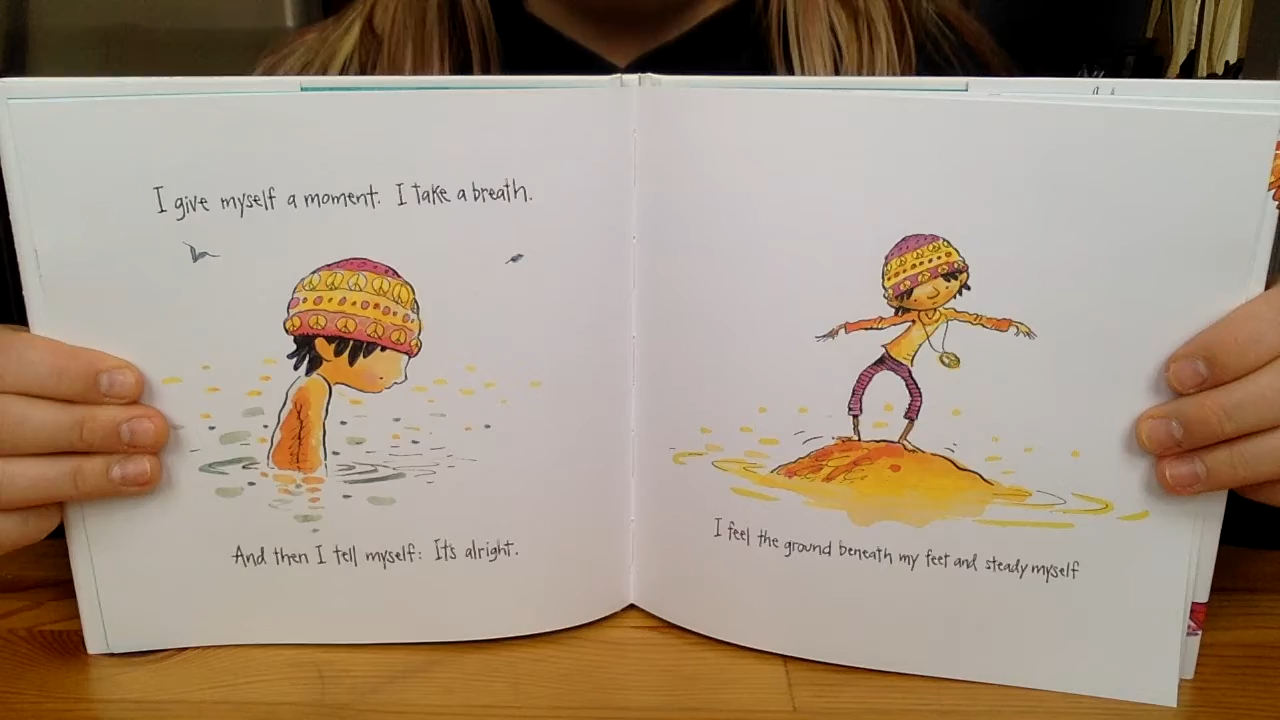 I give myself a moment. I take a breath.
And then I tell myself: It's alright.
I feel the ground beneath my feet and steady myself